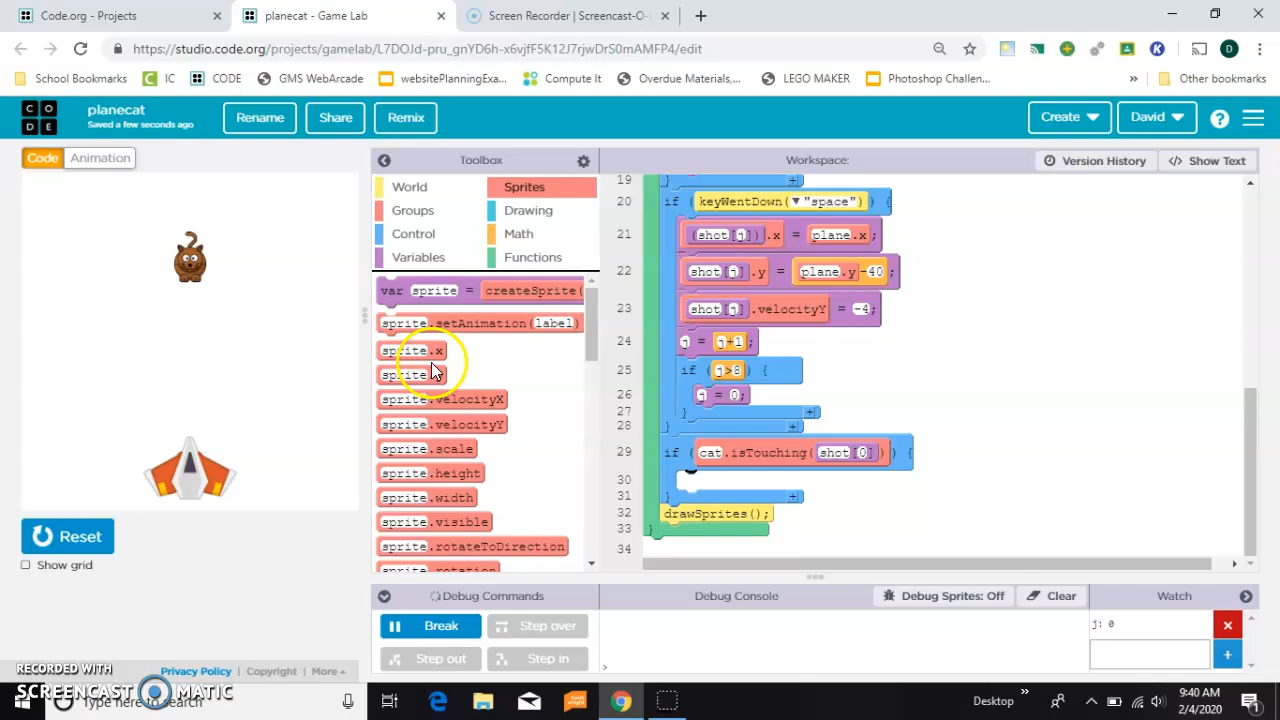 Code.org - Projects
planecat - Game Lab
Screen Recorder | Screencast-O-
https://studio.code.org/projects/gamelab/L7DOJd-pru_gnYD6h-x6vjfF5K12J7rjwDrS0mAMFP4/edit
School Bookmarks
IC
CODE
GMS WebArcade
websitePlanningExa...
Compute It
Overdue Materials,...
LEGO MAKER
Photoshop Challen...
Other bookmarks
C O
D E
planecat
Saved a few seconds ago
Rename
Share
Remix
Create
David
Code
Animation
Toolbox
Workspace:
Version History
Show Text
World
Sprites
Groups
Drawing
Control
Math
Variables
Functions
var sprite = createSprite(
sprite.setAnimation(label)
sprite.x
sprite.
sprite.velocityX
sprite.velocityY
sprite.scale
sprite.height
sprite.width
sprite.visible
sprite.rotateToDirection
sprite.rotation
19 }
20 if (keyWentDown("space")) {
21 (shot[j]).x = plane.x;
22 shot[j].y = plane.y-40;
23 shot[j].velocityY = -4;
24 j = j+1;
25 if (j>8) {
26 j = 0;
27 }
28 }
29 if (cat.isTouching(shot[0])) {
30
31 }
32 drawSprites();
33 }
34
Reset
Show grid
Debug Commands
Debug Console
Debug Sprites: Off
Clear
Watch
Break
Step over
Step out
Step in
j: 0
>
Privacy Policy | Copyright | More
RECORDED WITH
SCREENCAST MATIC
Type here to search
Desktop
9:40 AM
2/4/2020